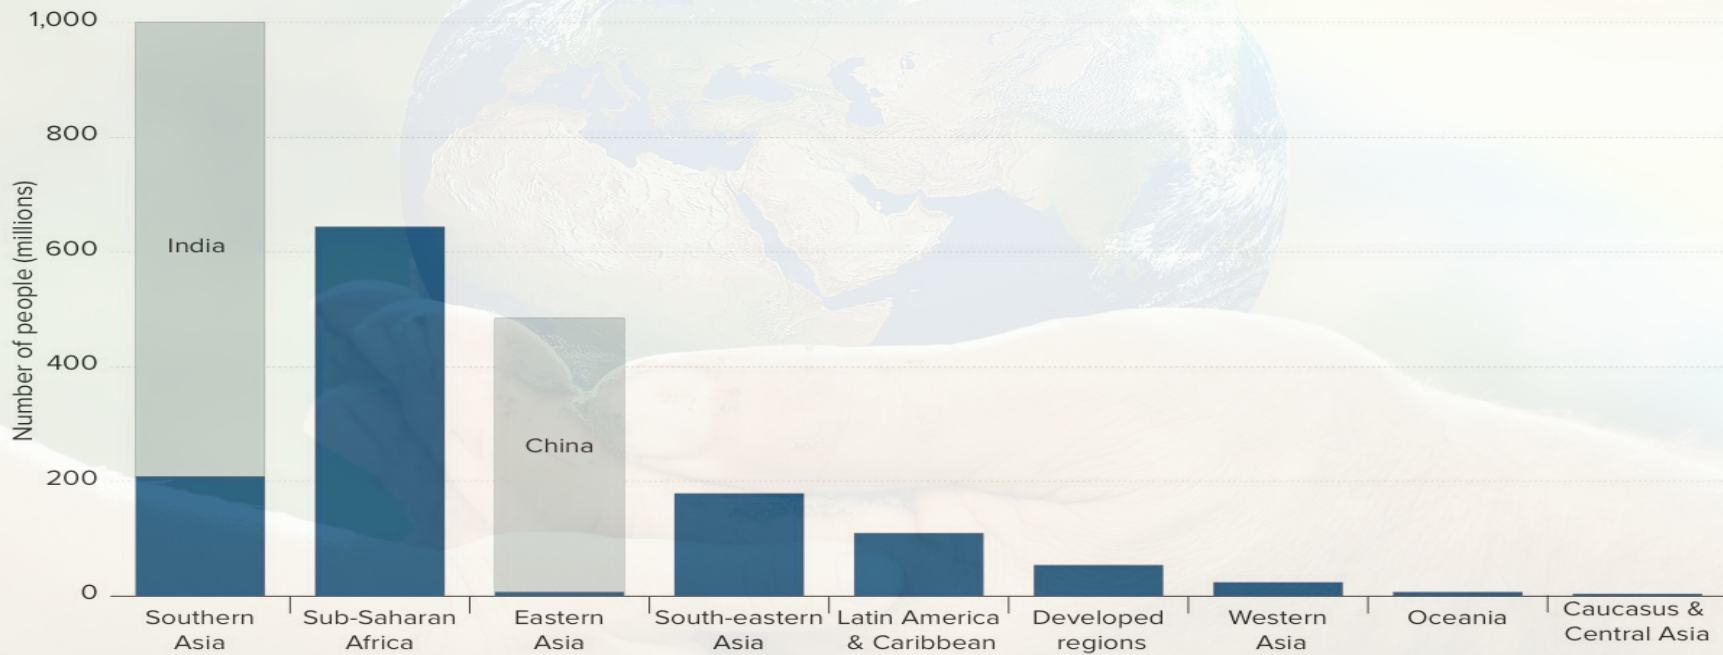 Number of people (millions)
1,000
800
600
400
200
0
India
China
Southern
Asia
Sub-Saharan
Africa
Eastern
Asia
South-eastern
Asia
Latin America
& Caribbean
Developed
regions
Western
Asia
Oceania
Caucasus &
Central Asia